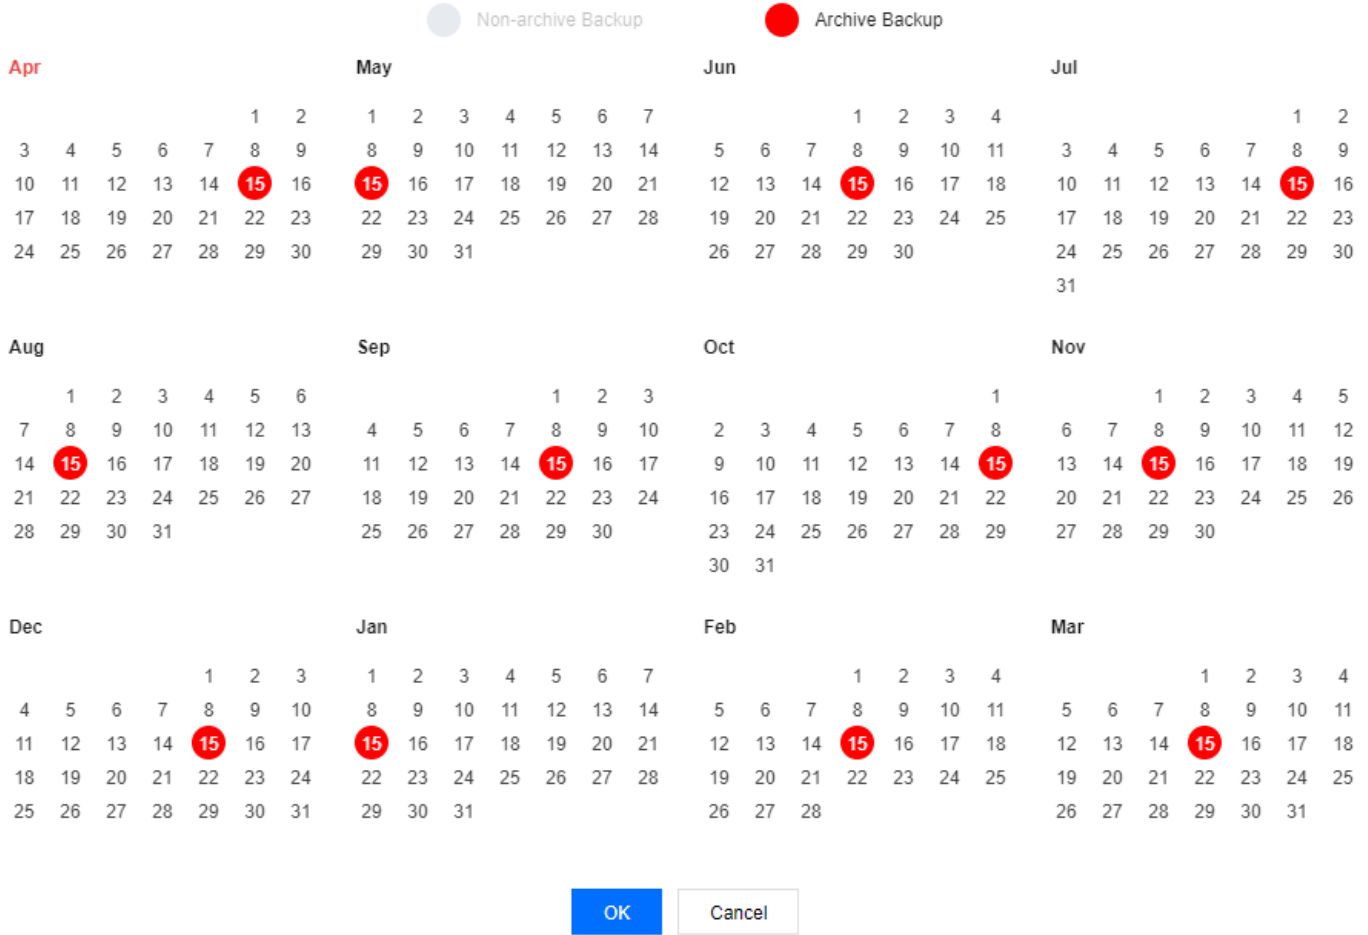 Non-archive Backup Archive Backup
Apr May Jun Jul
1 2 1 2 3 4 5 6 7 1 2 3 4 1 2
3 4 5 6 7 8 9 8 9 10 11 12 13 14 5 6 7 8 9 10 11 3 4 5 6 7 8 9
10 11 12 13 14 15 16 15 16 17 18 19 20 21 12 13 14 15 16 17 18 10 11 12 13 14 15 16
17 18 19 20 21 22 23 22 23 24 25 26 27 28 19 20 21 22 23 24 25 17 18 19 20 21 22 23
24 25 26 27 28 29 30 29 30 31 26 27 28 29 30 24 25 26 27 28 29 30
31
Aug Sep Oct Nov
1 2 3 4 5 6 1 2 3 1 1 2 3 4 5
7 8 9 10 11 12 13 4 5 6 7 8 9 10 2 3 4 5 6 7 8 6 7 8 9 10 11 12
14 15 16 17 18 19 20 11 12 13 14 15 16 17 9 10 11 12 13 14 15 13 14 15 16 17 18 19
21 22 23 24 25 26 27 18 19 20 21 22 23 24 16 17 18 19 20 21 22 20 21 22 23 24 25 26
28 29 30 31 25 26 27 28 29 30 23 24 25 26 27 28 29 27 28 29 30
30 31
Dec Jan Feb Mar
1 2 3 1 2 3 4 5 6 7 1 2 3 4 1 2 3 4
4 5 6 7 8 9 10 8 9 10 11 12 13 14 5 6 7 8 9 10 11 5 6 7 8 9 10 11
11 12 13 14 15 16 17 15 16 17 18 19 20 21 12 13 14 15 16 17 18 12 13 14 15 16 17 18
18 19 20 21 22 23 24 22 23 24 25 26 27 28 19 20 21 22 23 24 25 19 20 21 22 23 24 25
25 26 27 28 29 30 31 29 30 31 26 27 28 26 27 28 29 30 31
OK Cancel